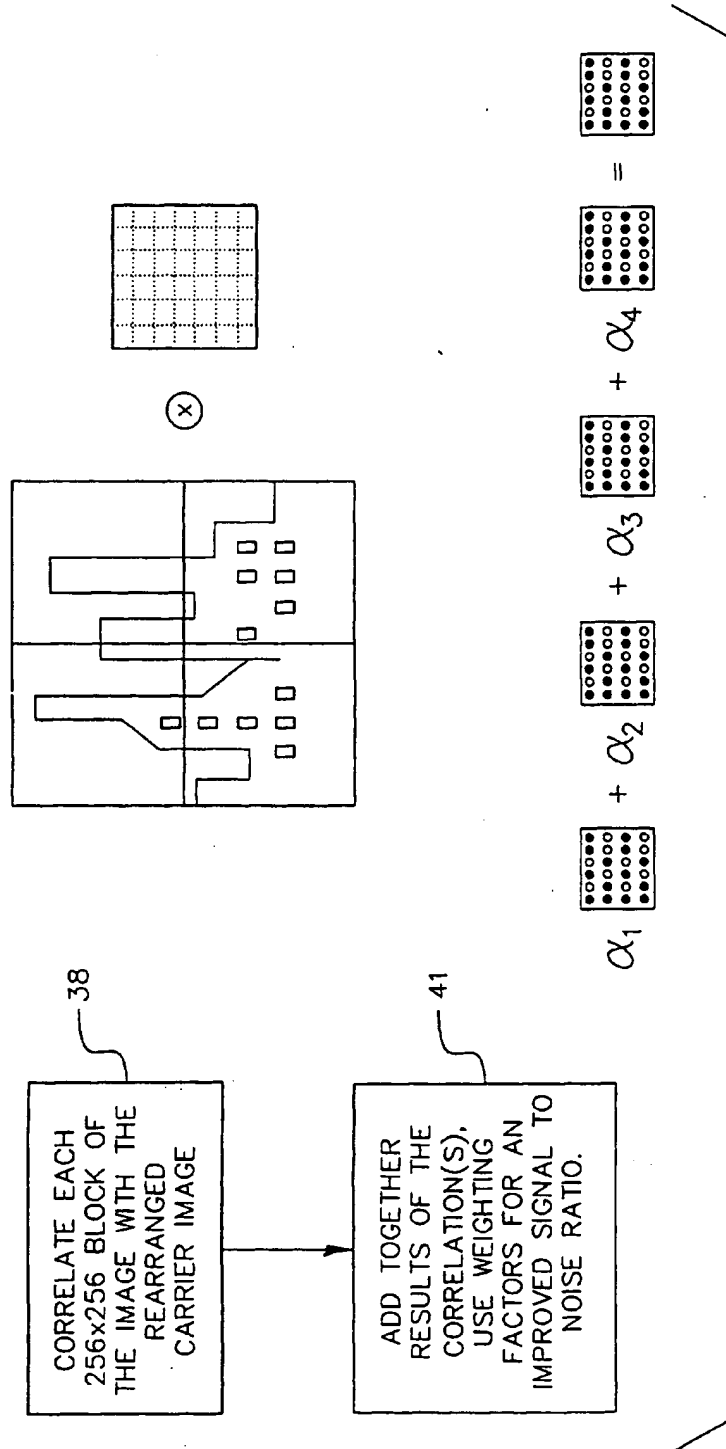 CORRELATE EACH
256x256 BLOCK OF
THE IMAGE WITH THE
REARRANGED
CARRIER IMAGE
38
X
ADD TOGETHER
RESULTS OF THE
CORRELATION(S),
USE WEIGHTING
FACTORS FOR AN
IMPROVED SIGNAL TO
NOISE RATIO.
41
α1 + α2 + α3 + α4 =